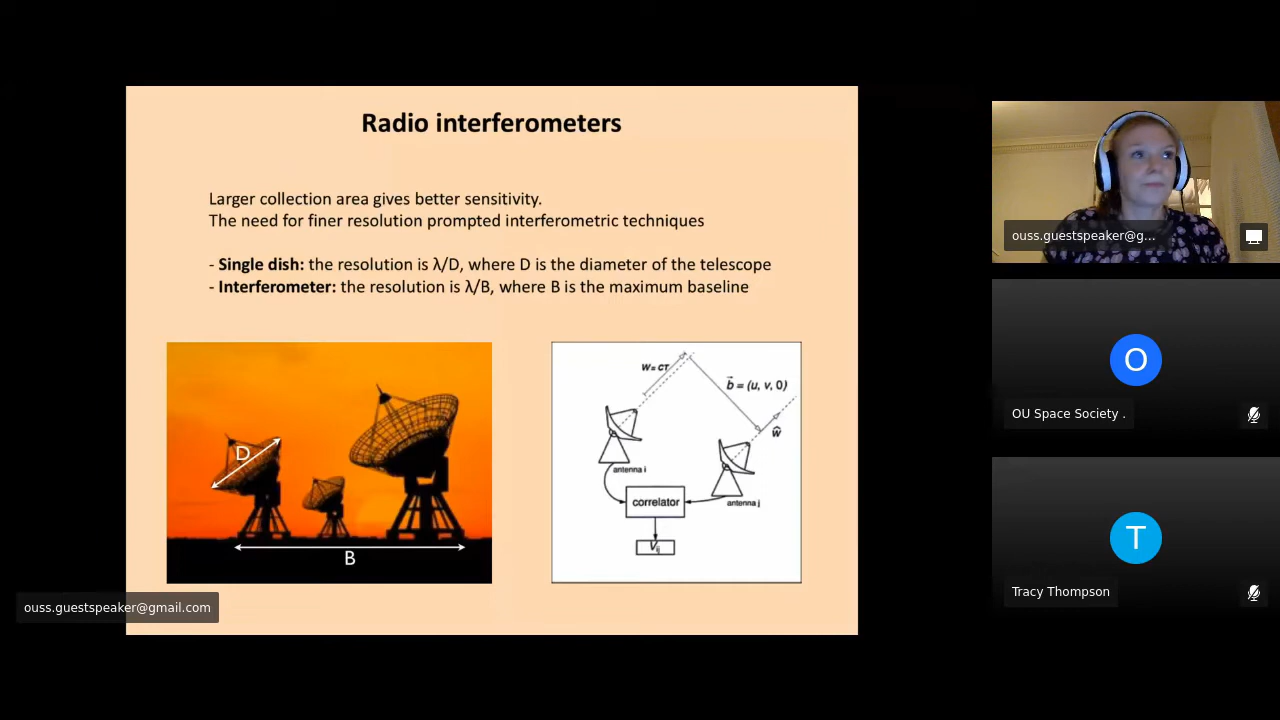 Radio interferometers
Larger collection area gives better sensitivity.
The need for finer resolution prompted interferometric techniques
- Single dish: the resolution is λ/D, where D is the diameter of the telescope
- Interferometer: the resolution is λ/B, where B is the maximum baseline
D
B
W = CT
b⃗ = (u, v, 0)
ŵ
antenna i
antenna j
correlator
Vij
ouss.guestspeaker@gmail.com
ouss.guestspeaker@g...
O
OU Space Society .
T
Tracy Thompson